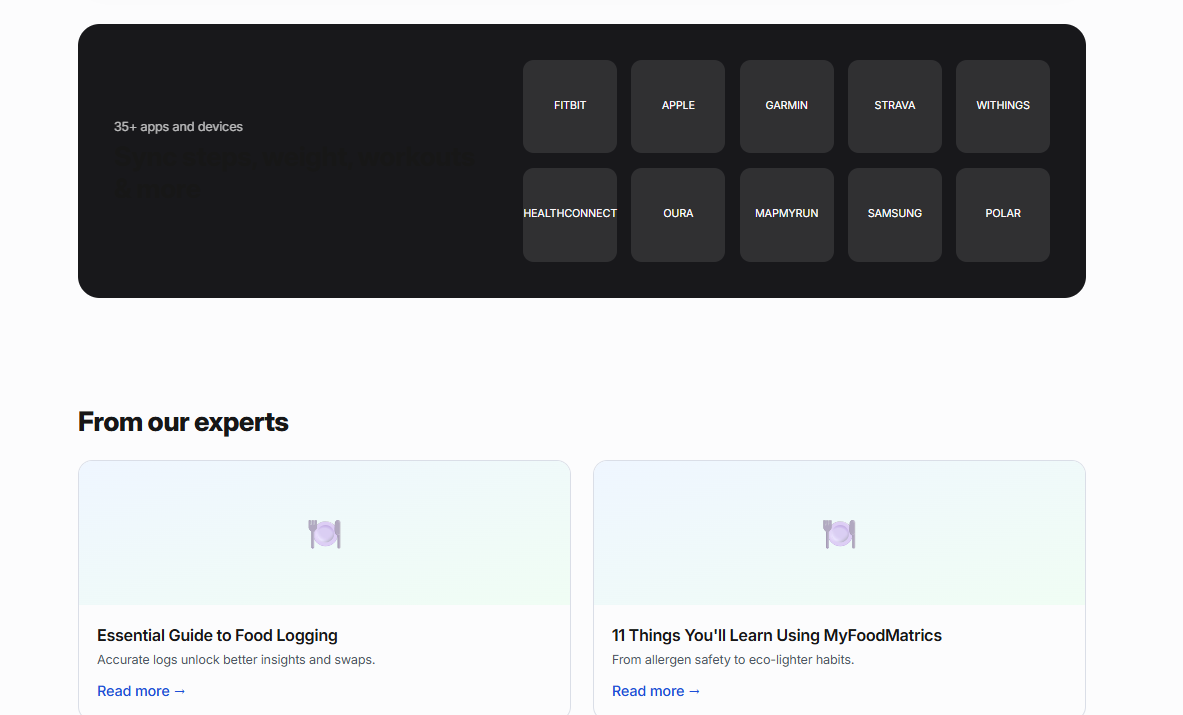 35+ apps and devices
FITBIT
APPLE
GARMIN
STRAVA
WITHINGS
HEALTHCONNECT
OURA
MAPMYRUN
SAMSUNG
POLAR
From our experts
Essential Guide to Food Logging
Accurate logs unlock better insights and swaps.
Read more →
11 Things You'll Learn Using MyFoodMatrics
From allergen safety to eco-lighter habits.
Read more →